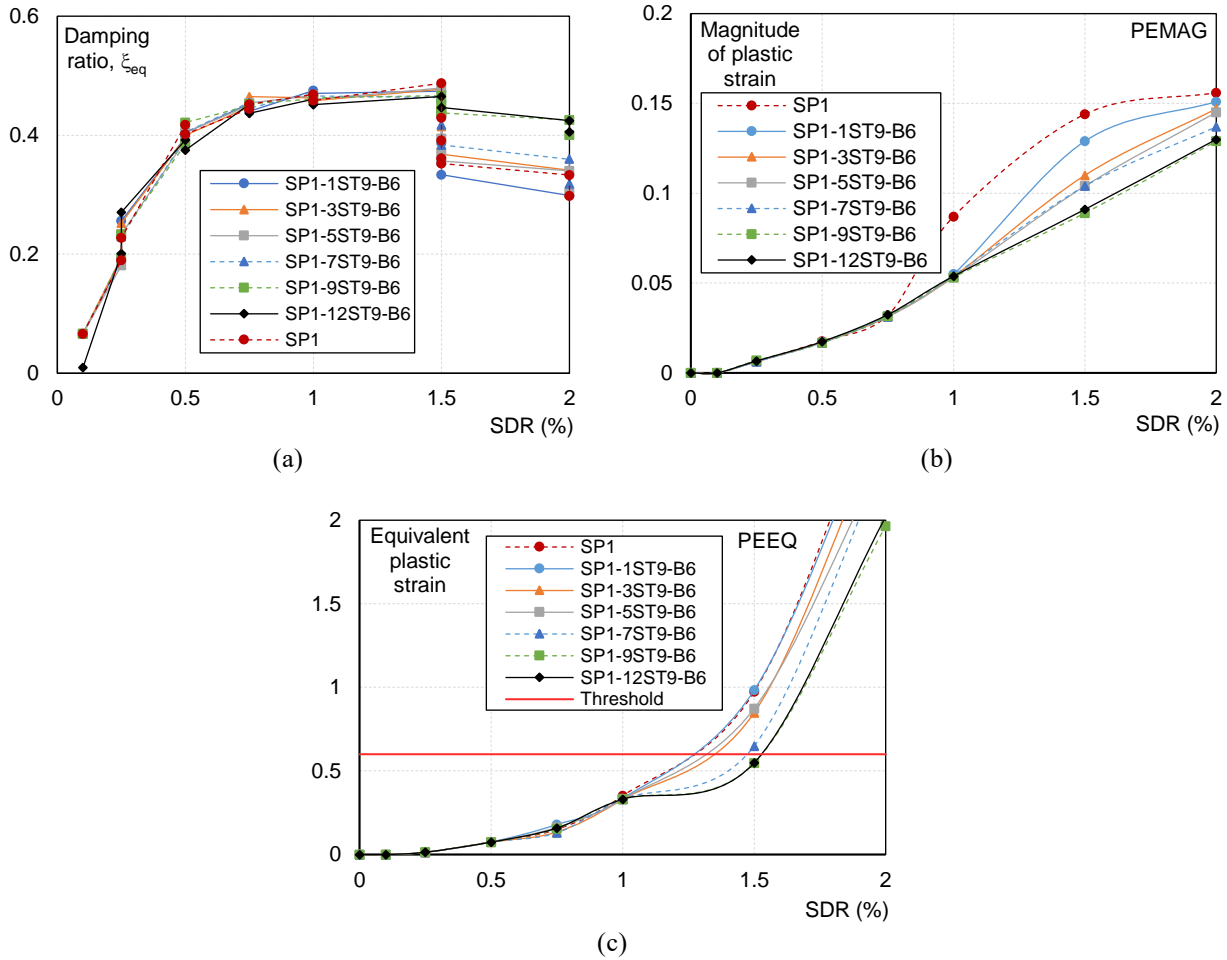 0.6
0.4
0.2
0
0
0.5
1
1.5
2
Damping
ratio, ξeq
SP1-1ST9-B6
SP1-3ST9-B6
SP1-5ST9-B6
SP1-7ST9-B6
SP1-9ST9-B6
SP1-12ST9-B6
SP1
SDR (%)
(a)
0.2
0.15
0.1
0.05
0
0
0.5
1
1.5
2
Magnitude
of plastic
strain
PEMAG
SP1
SP1-1ST9-B6
SP1-3ST9-B6
SP1-5ST9-B6
SP1-7ST9-B6
SP1-9ST9-B6
SP1-12ST9-B6
SDR (%)
(b)
2
1.5
1
0.5
0
0
0.5
1
1.5
2
Equivalent
plastic
strain
PEEQ
SP1
SP1-1ST9-B6
SP1-3ST9-B6
SP1-5ST9-B6
SP1-7ST9-B6
SP1-9ST9-B6
SP1-12ST9-B6
Threshold
SDR (%)
(c)